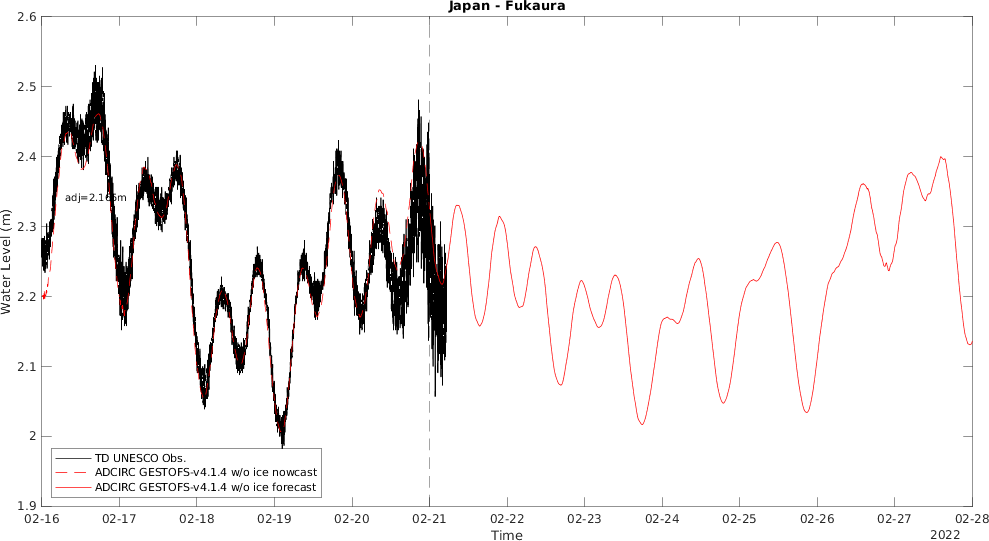 Japan - Fukaura
2.6
2.5
2.4
2.3
2.2
2.1
2
1.9
Water Level (m)
adj=2.165m
TD UNESCO Obs.
ADCIRC GESTOFS-v4.1.4 w/o ice nowcast
ADCIRC GESTOFS-v4.1.4 w/o ice forecast
02-16 02-17 02-18 02-19 02-20 02-21 02-22 02-23 02-24 02-25 02-26 02-27 02-28
Time
2022